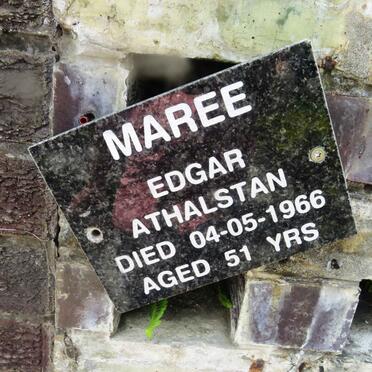 MAREE
EDGAR
ATHALSTAN
DIED 04-05-1966
AGED 51 YRS